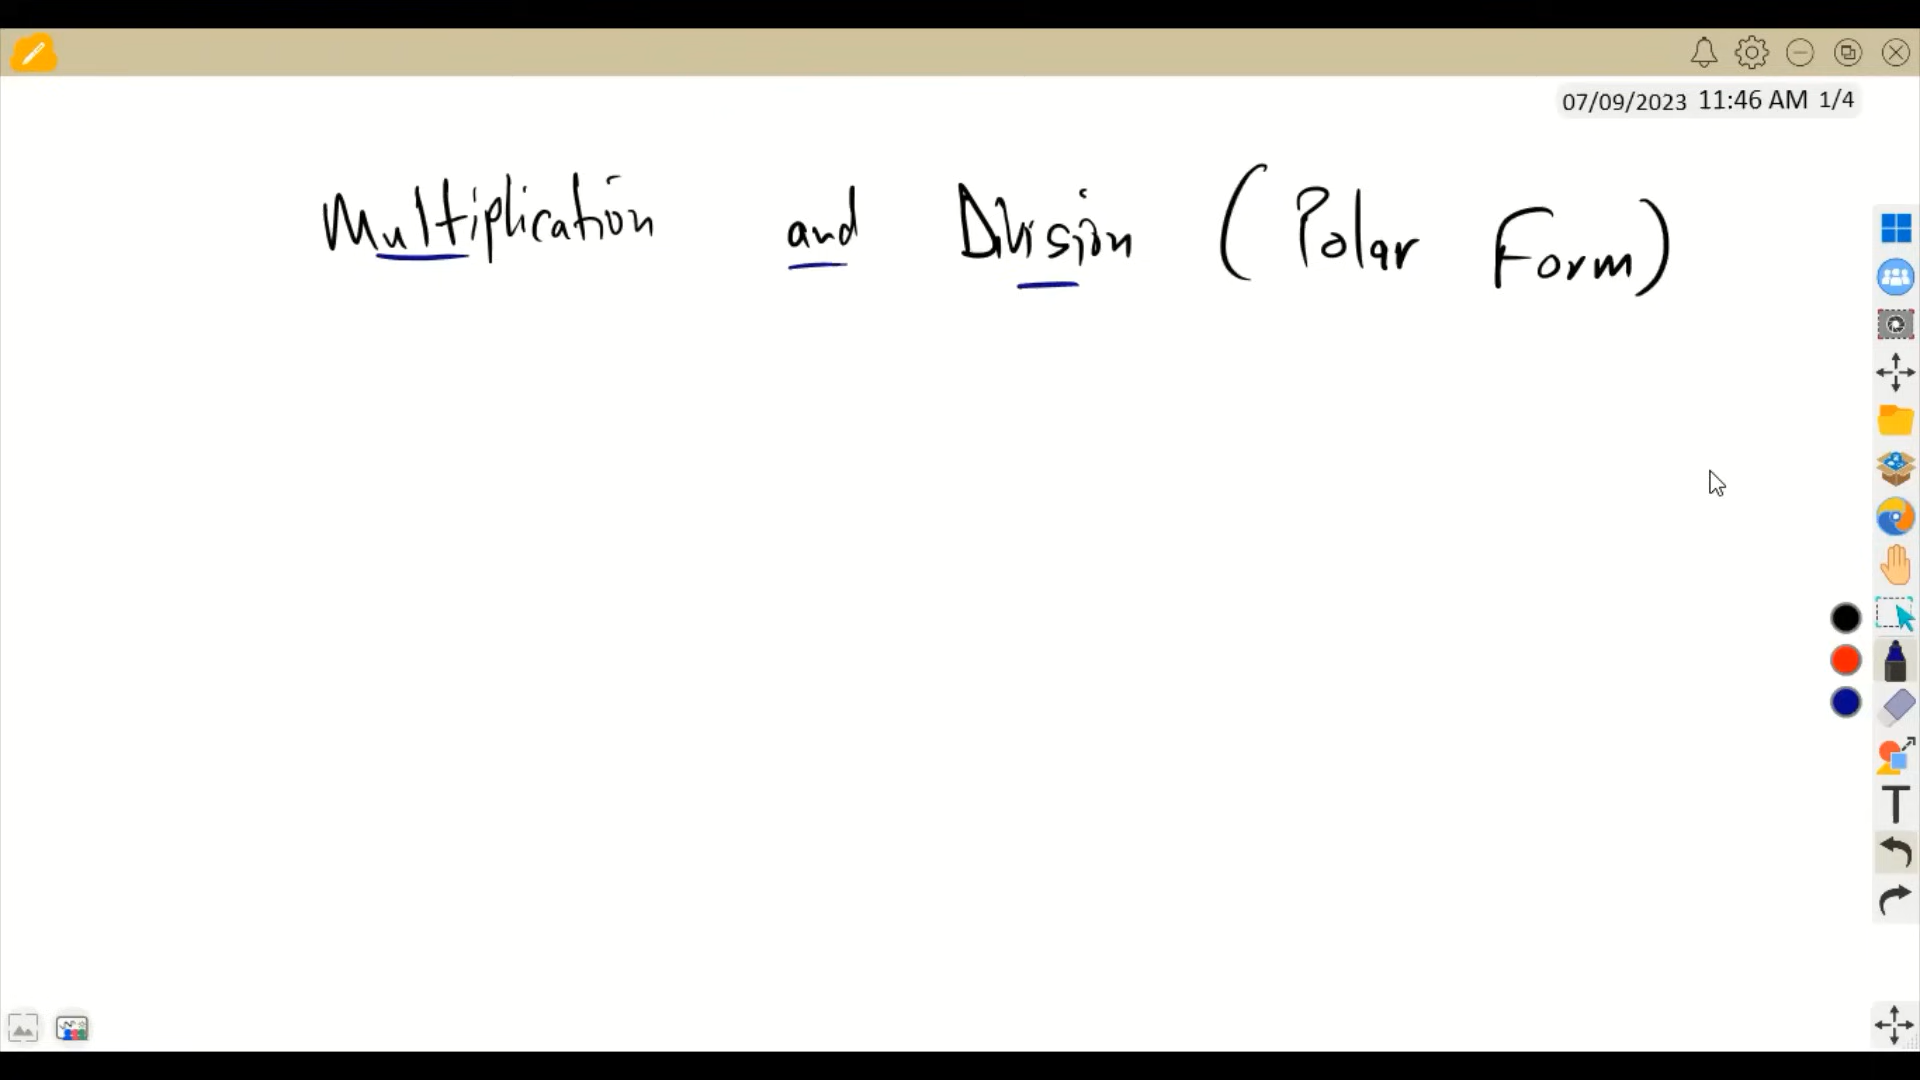 07/09/2023 11:46 AM 1/4
Multiplication and Division (Polar Form)
T